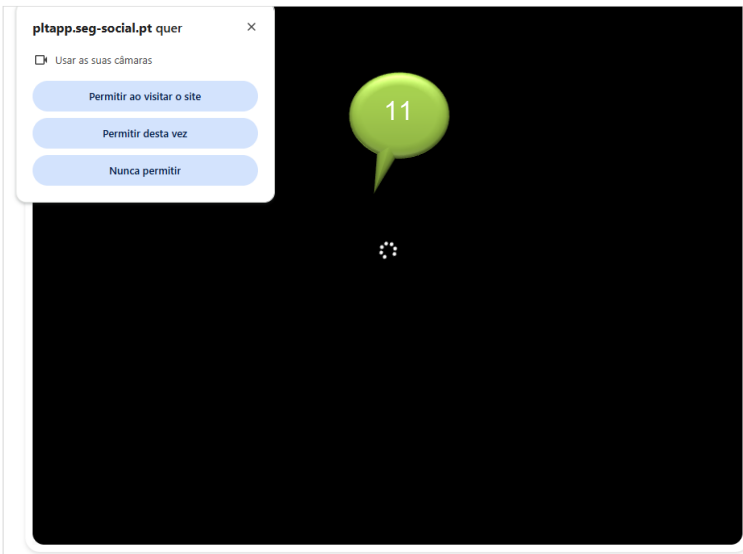 pltapp.seg-social.pt quer
Usar as suas câmaras
Permitir ao visitar o site
Permitir desta vez
Nunca permitir
11